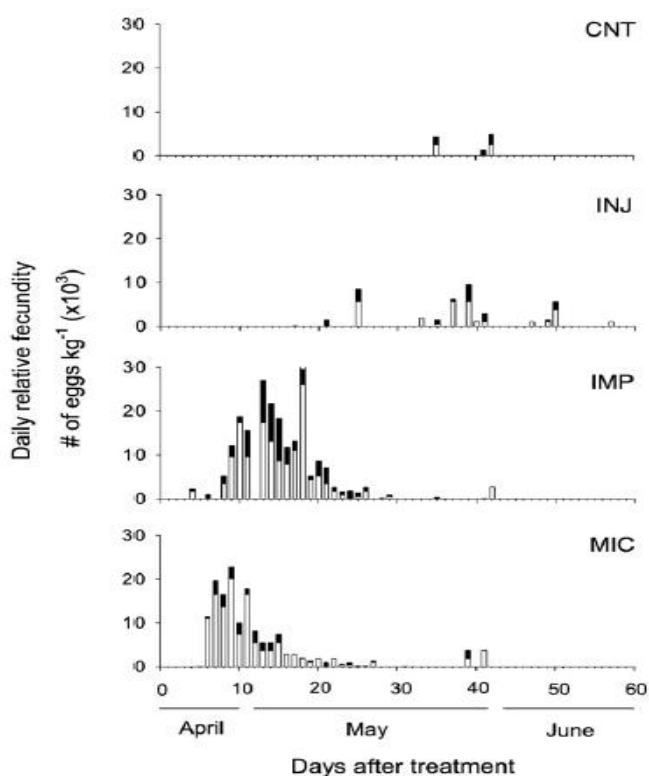 30
CNT
20
10
0
30
INJ
20
10
0
30
IMP
20
10
0
30
MIC
20
10
0
0 10 20 30 40 50 60
April May June
Days after treatment
Daily relative fecundity
# of eggs kg⁻¹ (x10³)